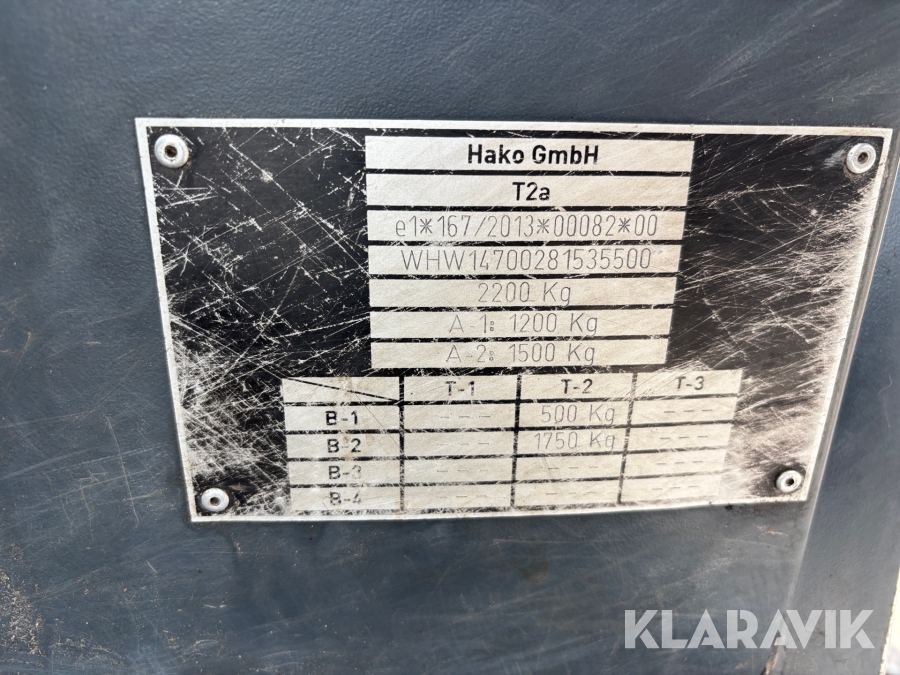 Hako GmbH
T2a
e1*167/2013*00082*00
WHW14700281535500
2200 Kg
A-1: 1200 Kg
A-2: 1500 Kg
T-1 T-2 T-3
B-1 --- 500 Kg ---
B-2 --- 1750 Kg ---
B-3 --- --- ---
B-4 --- --- ---
KLARAVIK